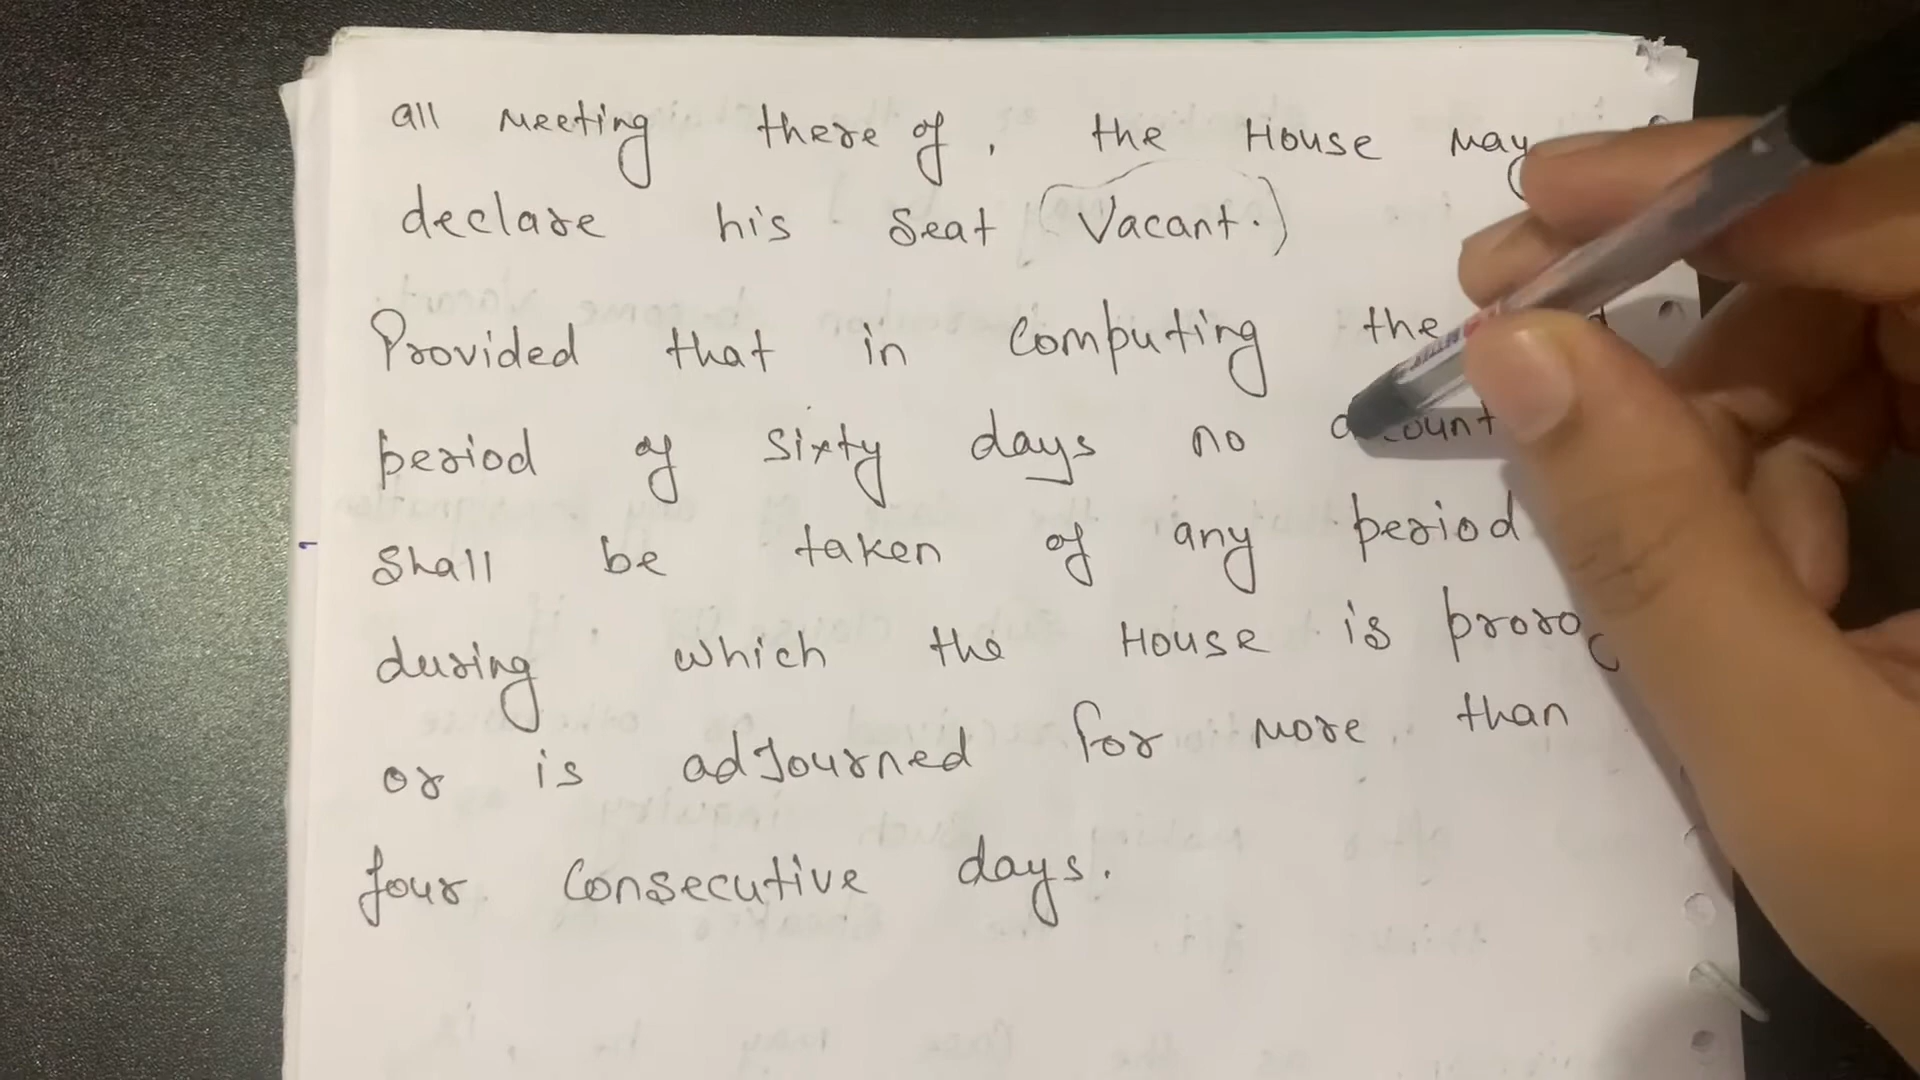 all meeting there of, the House may
declare his seat (Vacant.)
Provided that in computing the
period of sixty days no account
shall be taken of any period
during which the House is prorog
or is adjourned for more than
four consecutive days.